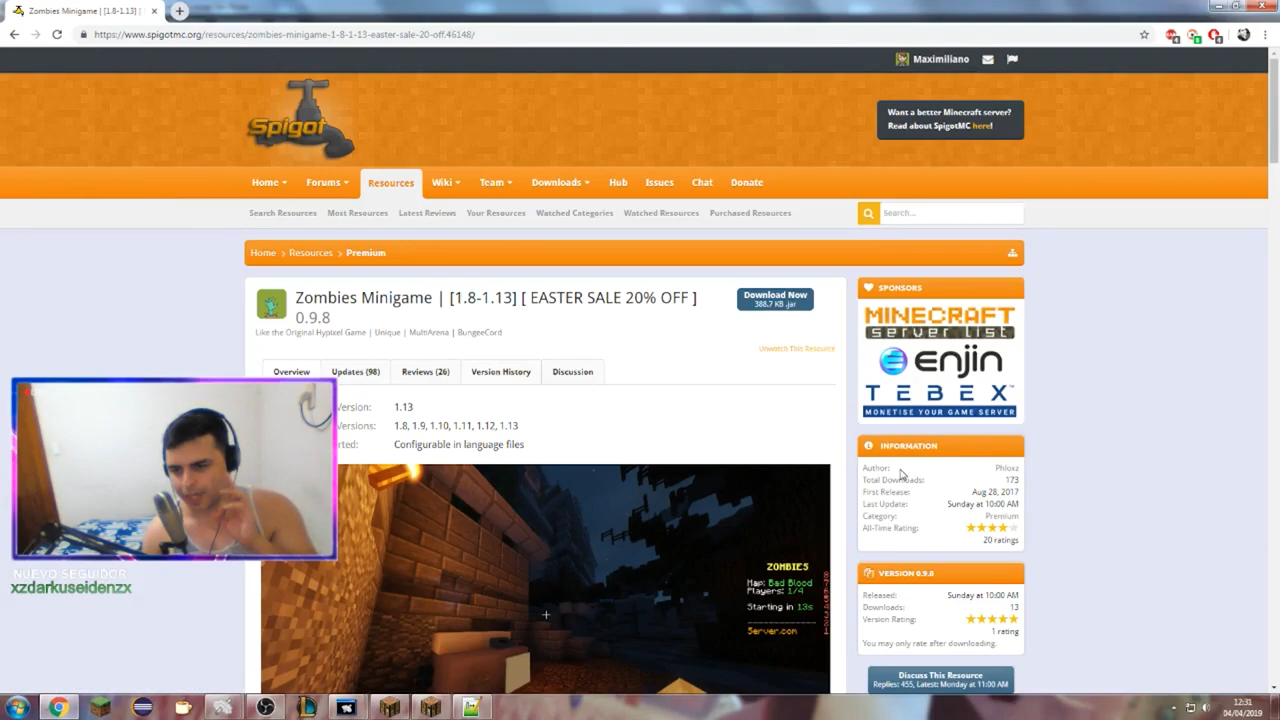 Zombies Minigame | [1.8-1.13] [
https://www.spigotmc.org/resources/zombies-minigame-1-8-1-13-easter-sale-20-off.46148/
Maximiliano
Spigot
Want a better Minecraft server?
Read about SpigotMC here!
Home Forums Resources Wiki Team Downloads Hub Issues Chat Donate
Search Resources Most Resources Latest Reviews Your Resources Watched Categories Watched Resources Purchased Resources
Search...
Home Resources Premium
Zombies Minigame | [1.8-1.13] [ EASTER SALE 20% OFF ]
0.9.8
Like the Original Hypixel Game | Unique | MultiArena | BungeeCord
Download Now
388.7 KB .jar
Unwatch This Resource
Overview Updates (98) Reviews (26) Version History Discussion
Version: 1.13
Versions: 1.8, 1.9, 1.10, 1.11, 1.12, 1.13
rted: Configurable in language files
ZOMBIES
Map: Bad Blood
Players: 1/4
Starting in 13s
Server.com
NUEVO SEGUIDOR
xzdarkuseidenzx
SPONSORS
MINECRAFT
server list
enjin
TEBEX
MONETISE YOUR GAME SERVER
INFORMATION
Author: Phloxz
Total Downloads: 173
First Release: Aug 28, 2017
Last Update: Sunday at 10:00 AM
Category: Premium
All-Time Rating:
20 ratings
VERSION 0.9.8
Released: Sunday at 10:00 AM
Downloads: 13
Version Rating:
1 rating
You may only rate after downloading.
Discuss This Resource
Replies: 455, Latest: Monday at 11:00 AM
12:31
04/04/2019